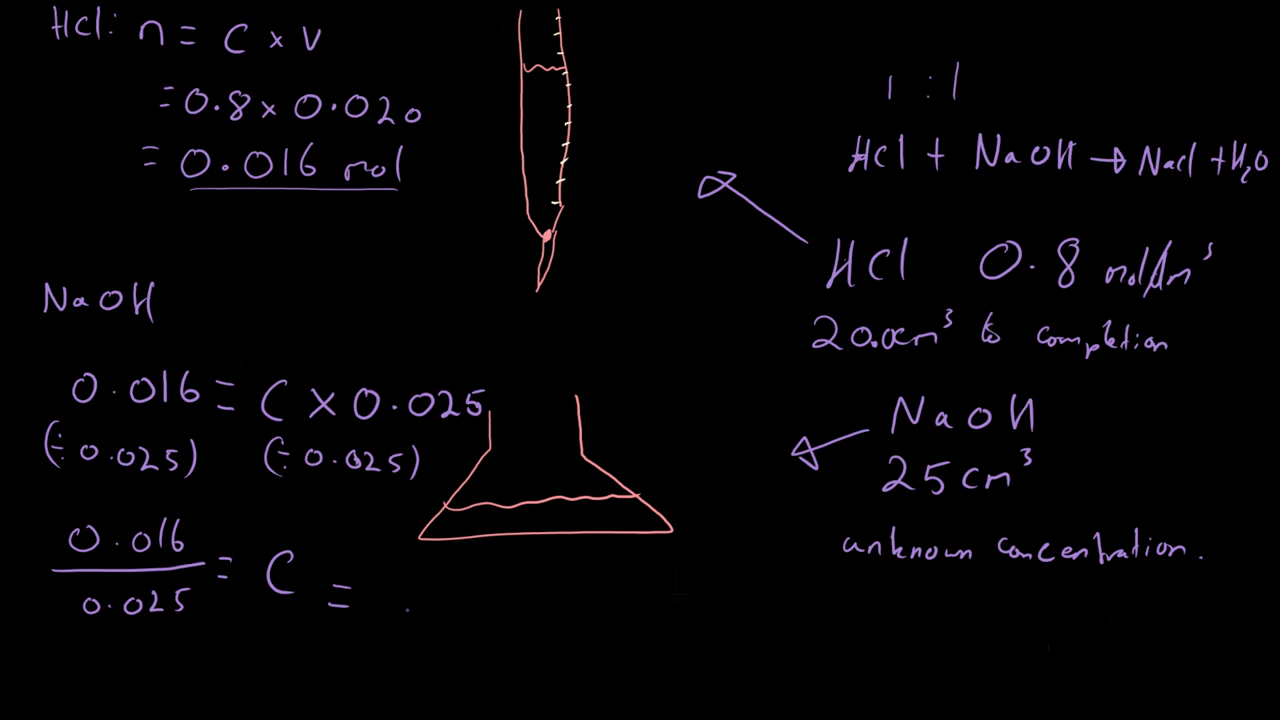 HCl: n = C × V
= 0.8 × 0.020
= 0.016 mol
NaOH
0.016 = C × 0.025
(÷ 0.025) (÷ 0.025)
0.016
0.025
= C =
1 : 1
HCl + NaOH → NaCl + H₂O
HCl 0.8 mol/dm³
20.0cm³ to completion
NaOH
25cm³
unknown concentration.